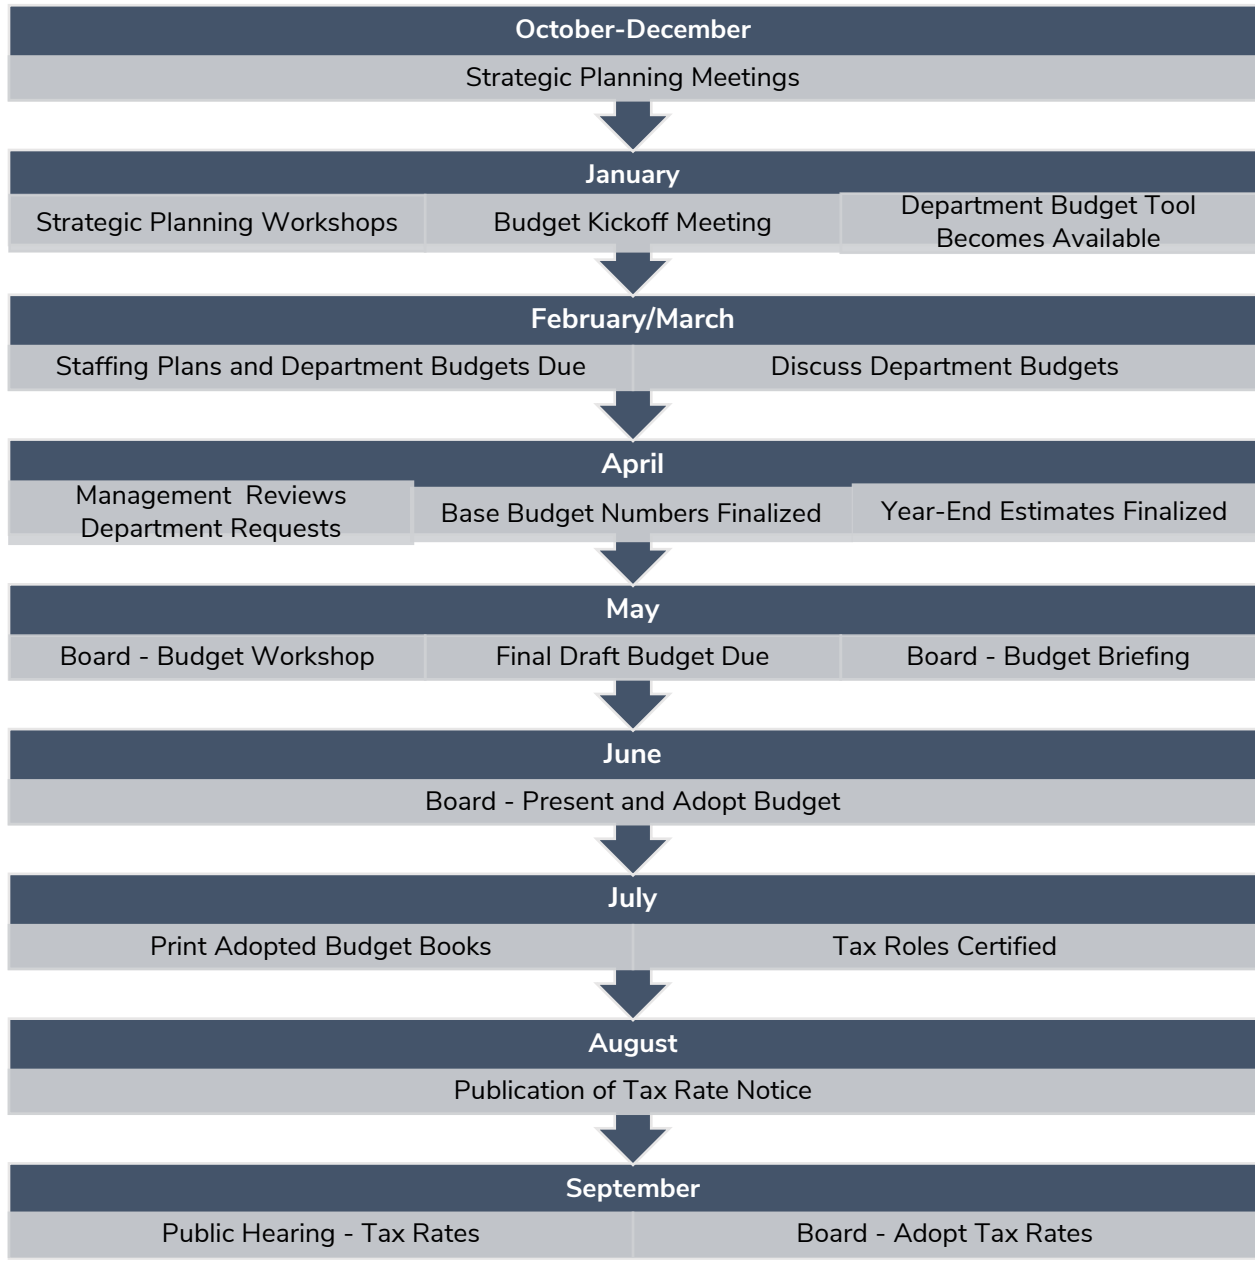 October-December
Strategic Planning Meetings
January
Strategic Planning Workshops
Budget Kickoff Meeting
Department Budget Tool
Becomes Available
February/March
Staffing Plans and Department Budgets Due
Discuss Department Budgets
April
Management Reviews
Department Requests
Base Budget Numbers Finalized
Year-End Estimates Finalized
May
Board - Budget Workshop
Final Draft Budget Due
Board - Budget Briefing
June
Board - Present and Adopt Budget
July
Print Adopted Budget Books
Tax Roles Certified
August
Publication of Tax Rate Notice
September
Public Hearing - Tax Rates
Board - Adopt Tax Rates